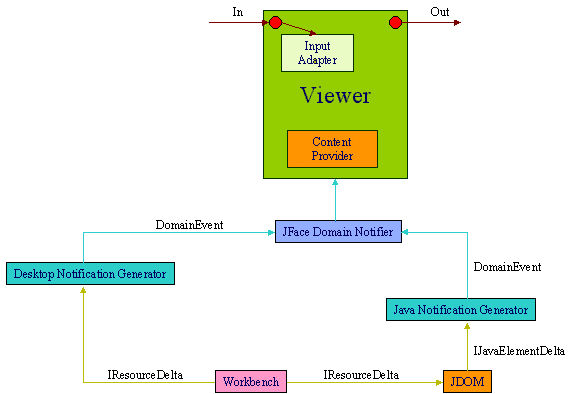 In
Out
Input
Adapter
Viewer
Content
Provider
DomainEvent
JFace Domain Notifier
Desktop Notification Generator
DomainEvent
Java Notification Generator
IJavaElementDelta
IResourceDelta
Workbench
IResourceDelta
JDOM